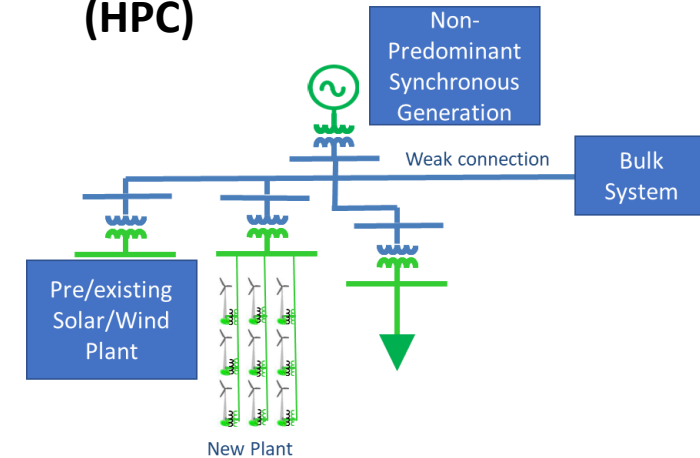 (HPC)
Non-
Predominant
Synchronous
Generation
Weak connection
Bulk
System
Pre/existing
Solar/Wind
Plant
New Plant